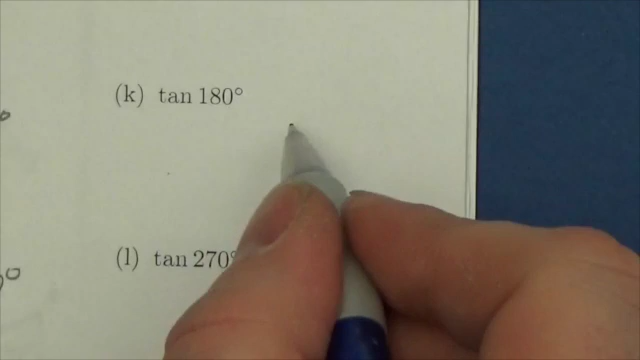 (k) tan 180°
(l) tan 270°